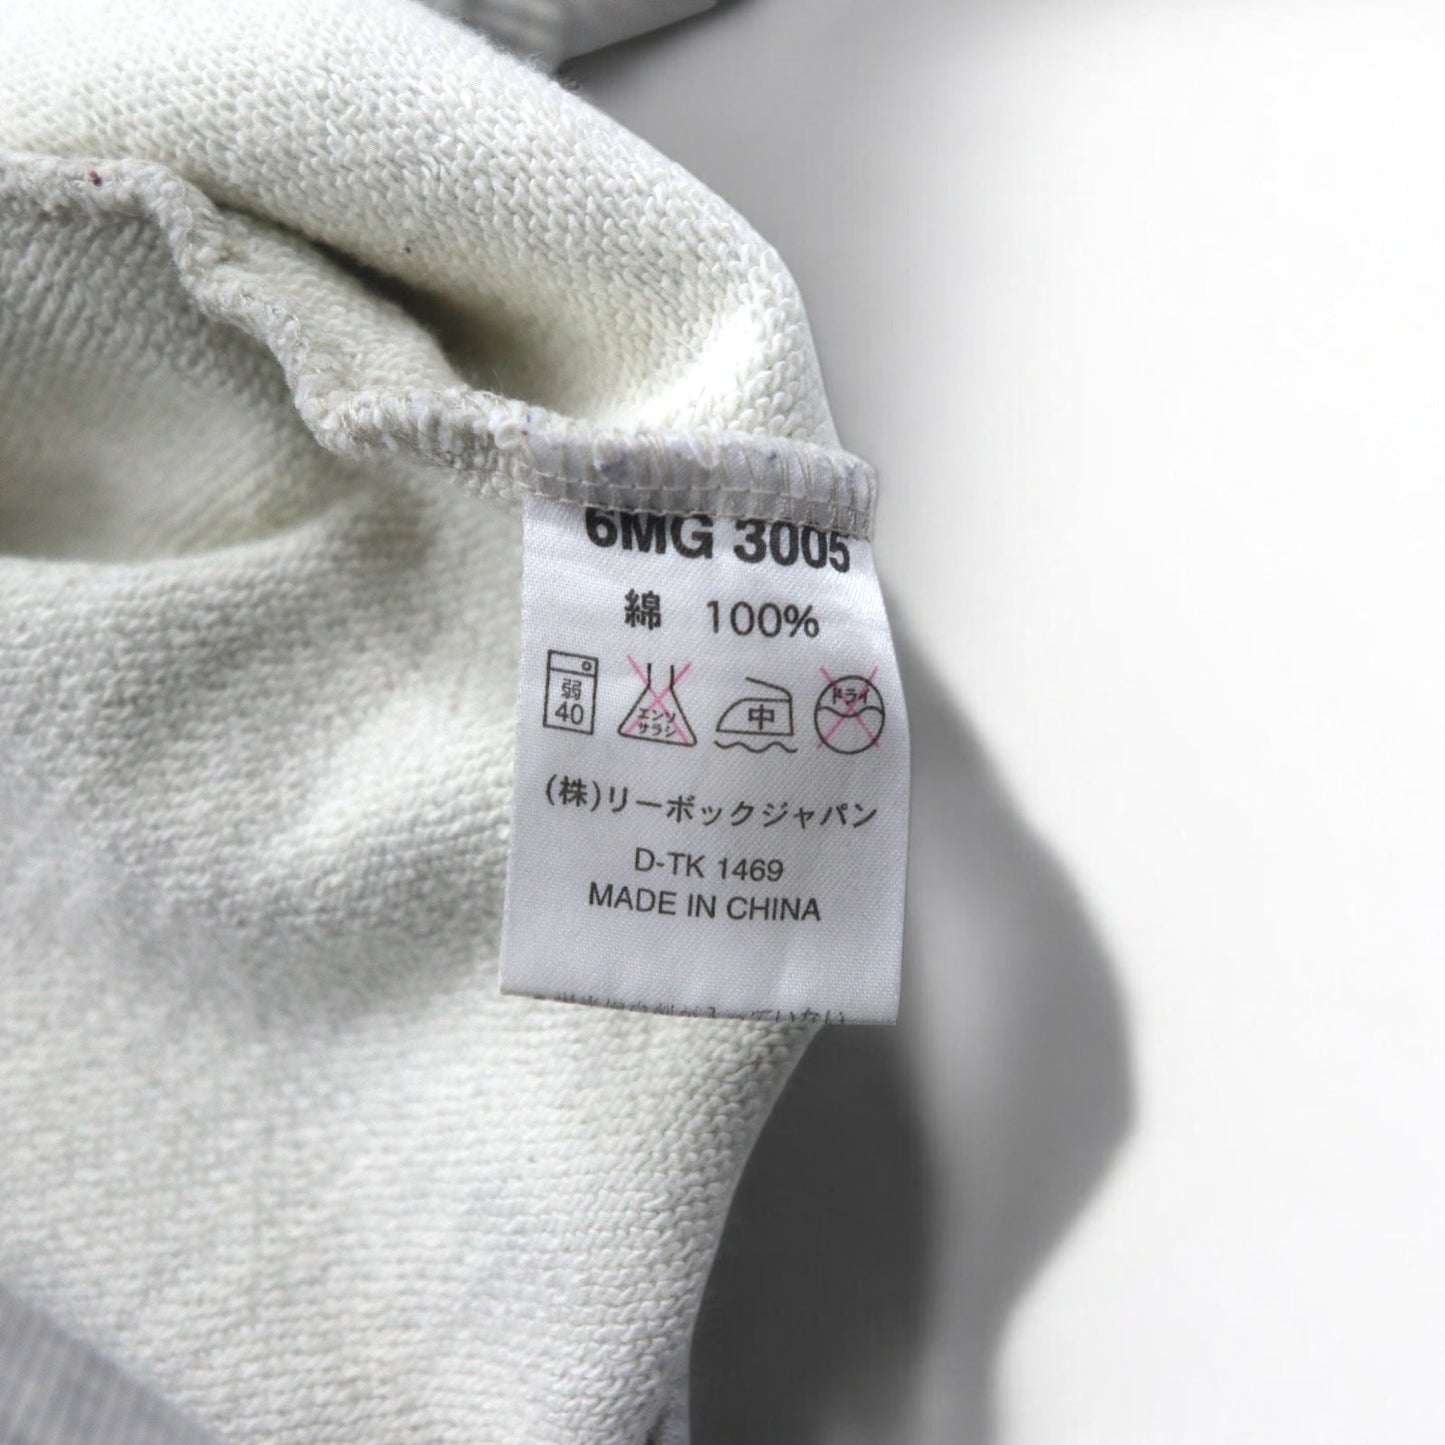 6MG 3005
綿 100%
弱 エンソ 中 ドライ
40 サラシ
(株)リーボックジャパン
D-TK 1469
MADE IN CHINA